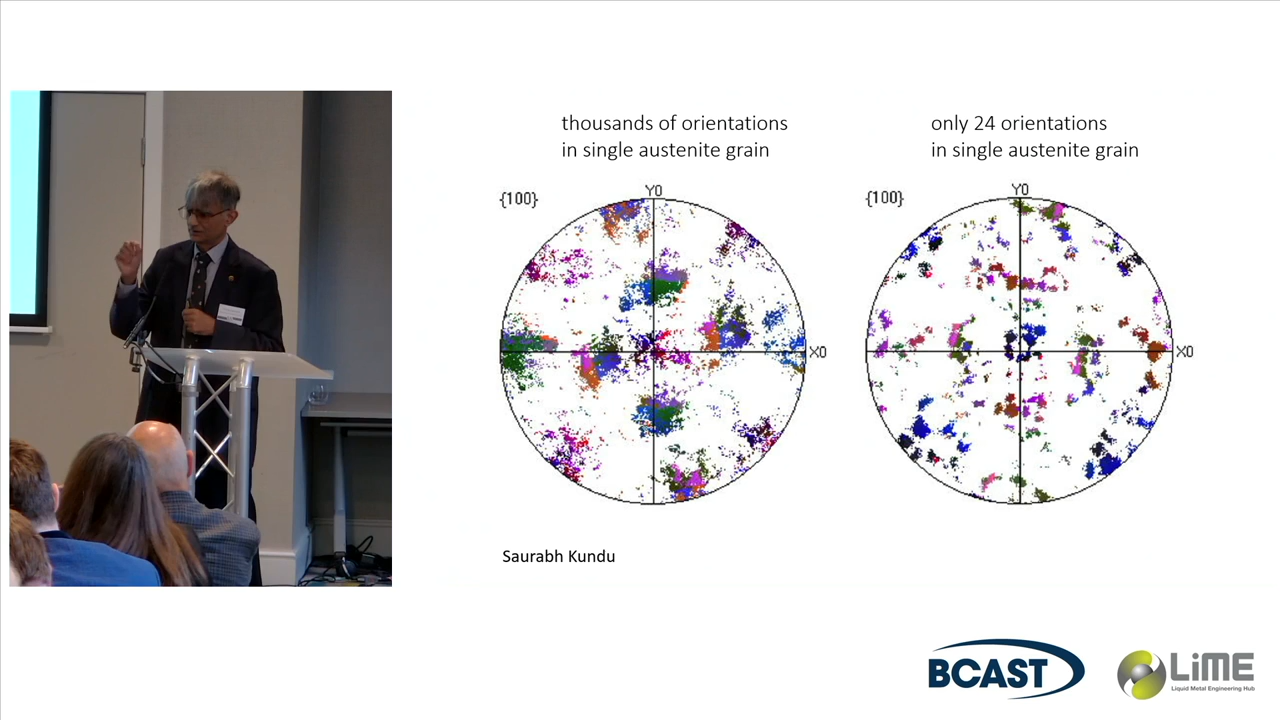 thousands of orientations
in single austenite grain
only 24 orientations
in single austenite grain
{100}
Y0
X0
{100}
Y0
X0
Saurabh Kundu
BCAST
LiME
Liquid Metal Engineering Hub